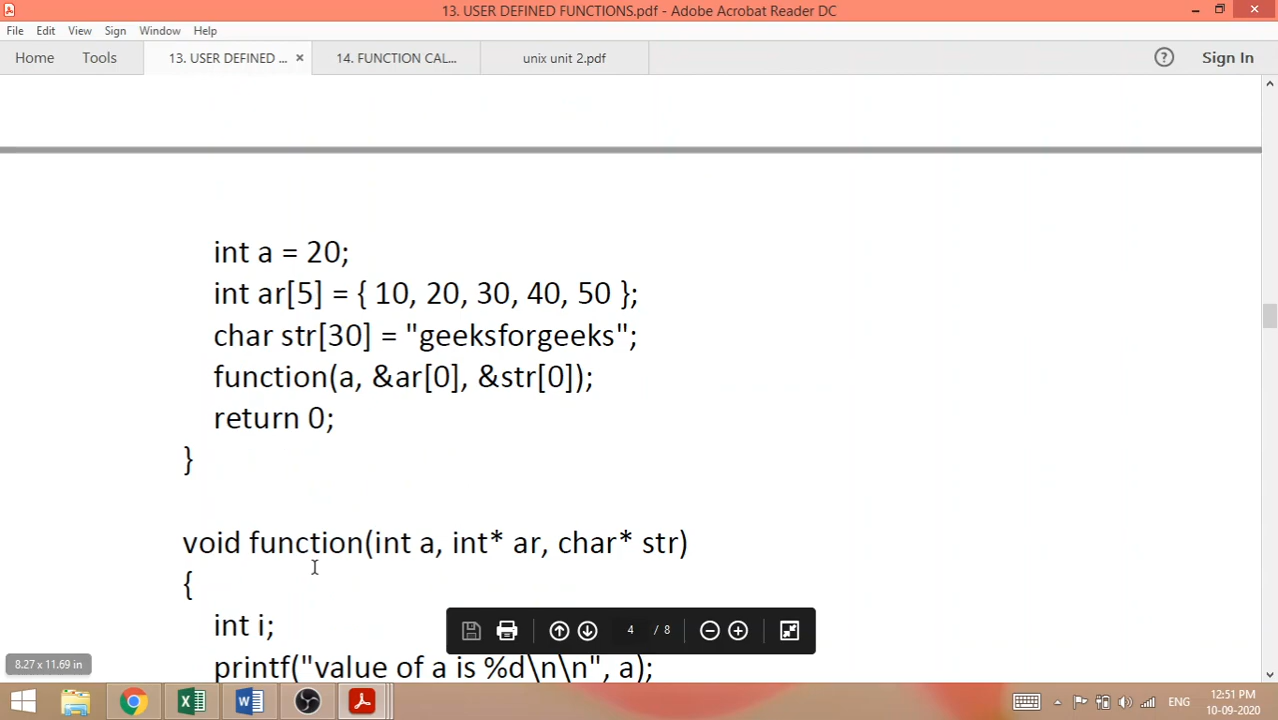 13. USER DEFINED FUNCTIONS.pdf - Adobe Acrobat Reader DC
File Edit View Sign Window Help
Home Tools 13. USER DEFINED ... × 14. FUNCTION CAL... unix unit 2.pdf ? Sign In
int a = 20;
int ar[5] = { 10, 20, 30, 40, 50 };
char str[30] = "geeksforgeeks";
function(a, &ar[0], &str[0]);
return 0;
}
void function(int a, int* ar, char* str)
{
int i;
printf("value of a is %d\n\n", a);
4 / 8
8.27 x 11.69 in
ENG
12:51 PM
10-09-2020